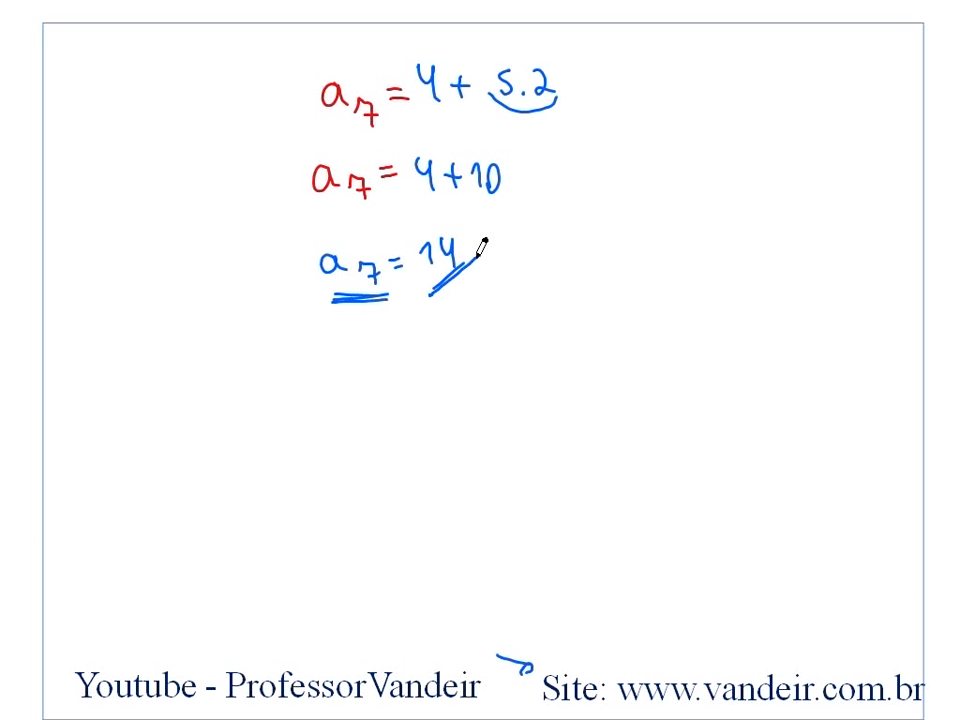 a₇ = 4 + 5.2
a₇ = 4 + 10
a₇ = 14
Youtube - ProfessorVandeir
Site: www.vandeir.com.br